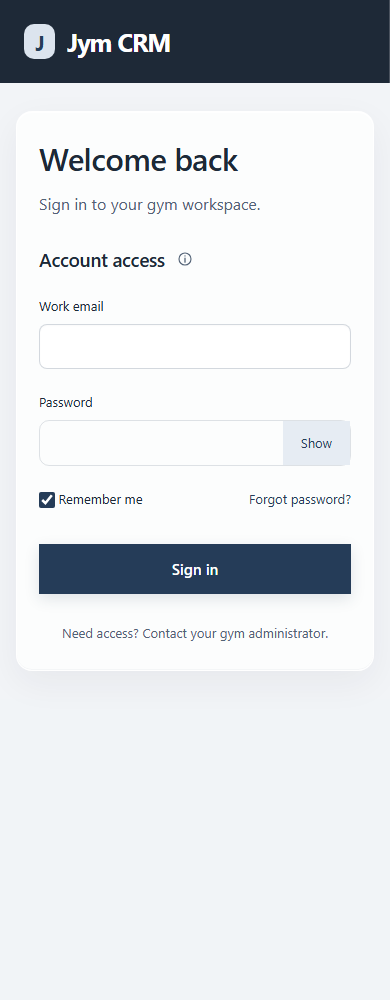 J Jym CRM
Welcome back
Sign in to your gym workspace.
Account access
Work email
Password
Show
Remember me Forgot password?
Sign in
Need access? Contact your gym administrator.